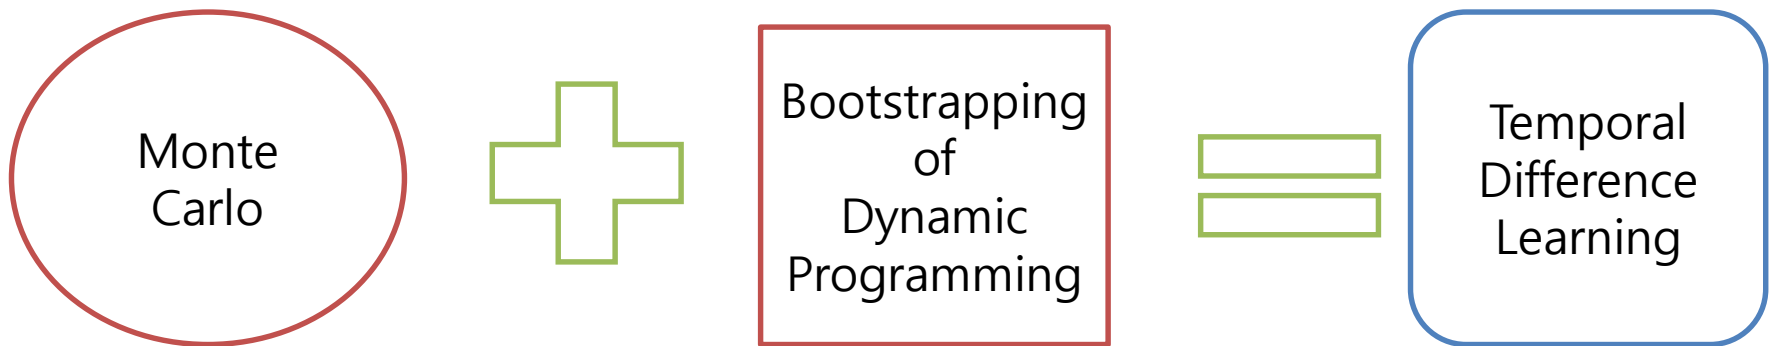 Monte
Carlo
Bootstrapping
of
Dynamic
Programming
Temporal
Difference
Learning